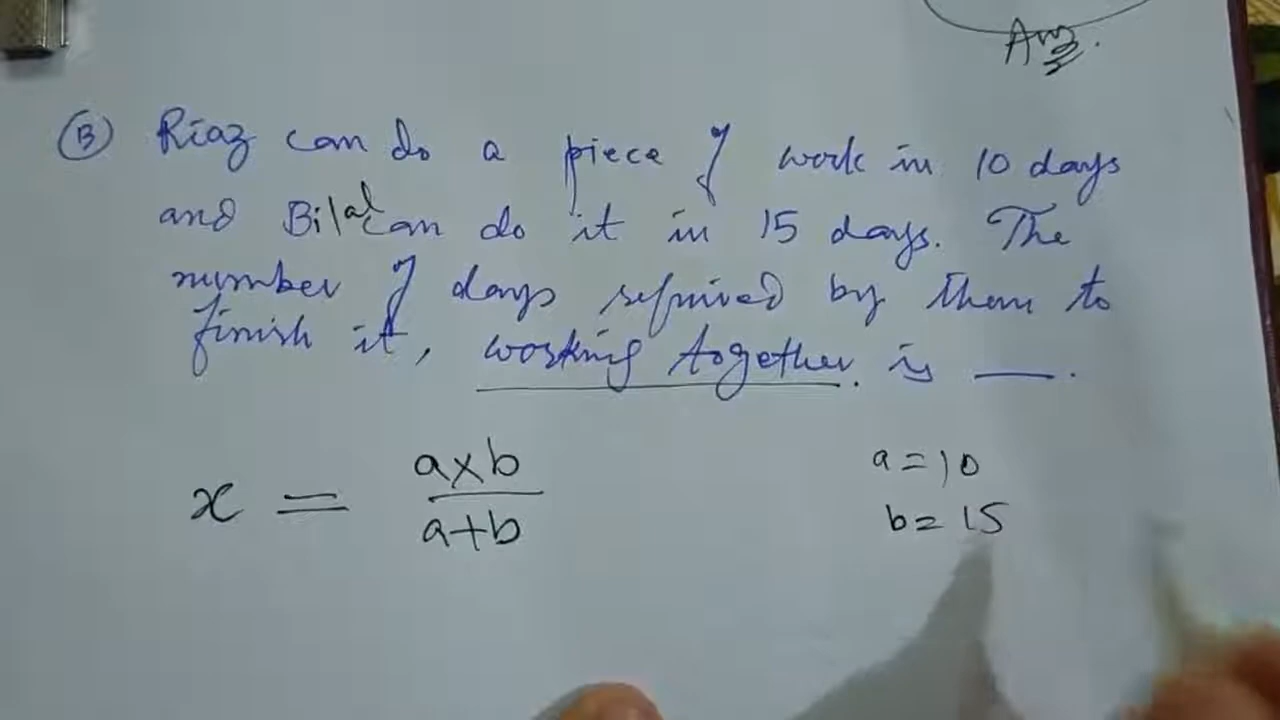 Ans.
(B) Riaz can do a piece of work in 10 days
and Bilal can do it in 15 days. The
number of days required by them to
finish it, working together. is ___.
x = a×b / a+b
a=10
b=15